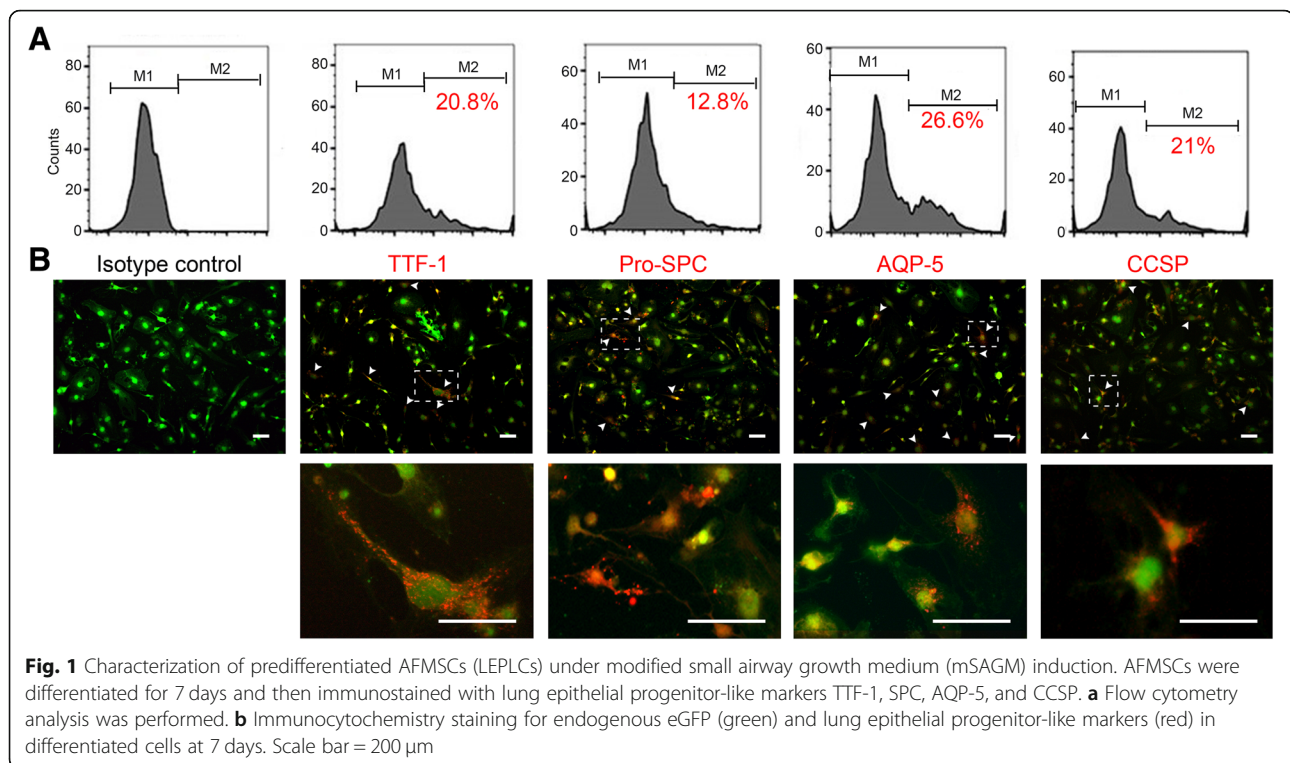 A
80
60
40
20
0
Counts
M1
M2
80
60
40
20
0
M1
M2
20.8%
60
40
20
0
M1
M2
12.8%
60
40
20
0
M1
M2
26.6%
60
40
20
0
M1
M2
21%
B
Isotype control
TTF-1
Pro-SPC
AQP-5
CCSP
Fig. 1 Characterization of predifferentiated AFMSCs (LEPLCs) under modified small airway growth medium (mSAGM) induction. AFMSCs were
differentiated for 7 days and then immunostained with lung epithelial progenitor-like markers TTF-1, SPC, AQP-5, and CCSP. a Flow cytometry
analysis was performed. b Immunocytochemistry staining for endogenous eGFP (green) and lung epithelial progenitor-like markers (red) in
differentiated cells at 7 days. Scale bar = 200 μm